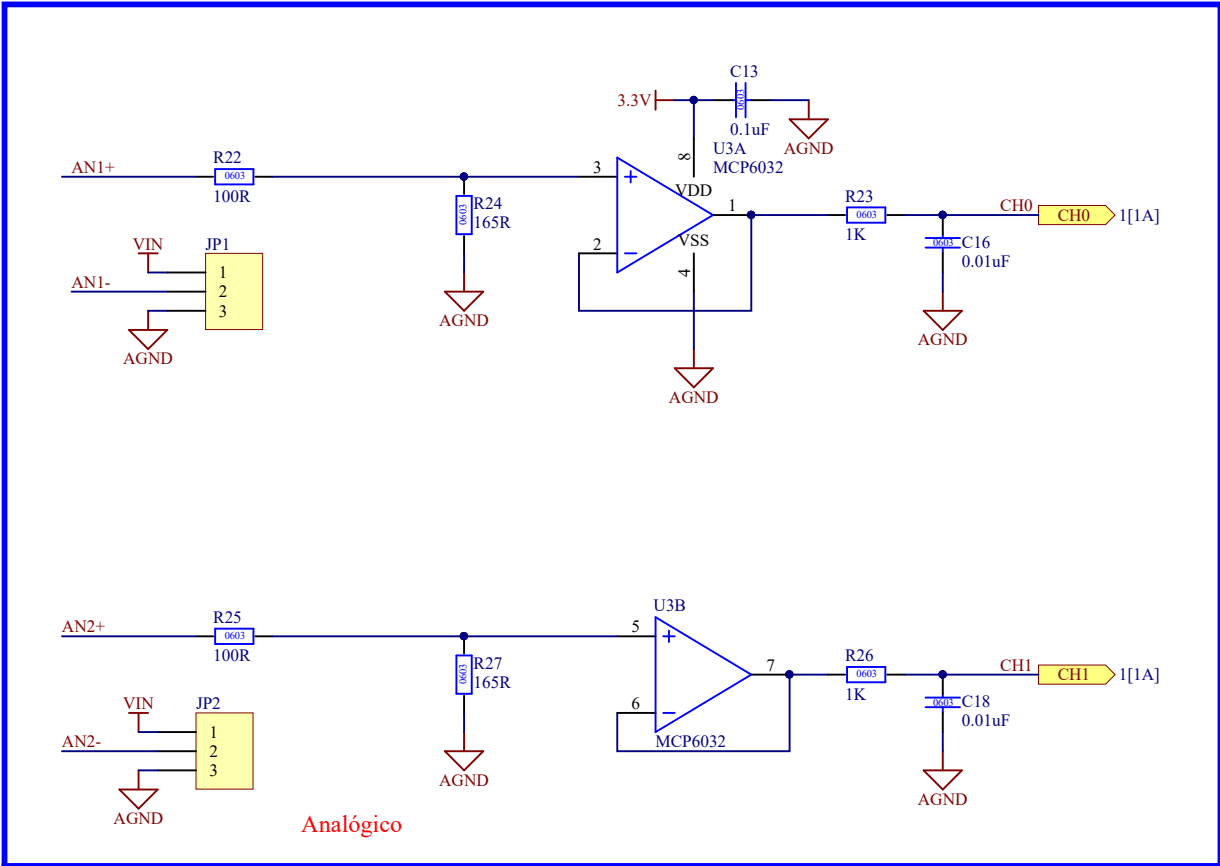 C13
3.3V
0603
0.1uF
AGND
U3A
MCP6032
AN1+
R22
0603
100R
0603
R24
165R
AGND
3
+
8
VDD
1
2
−
VSS
4
AGND
R23
0603
1K
CH0
CH0
1[1A]
0603
C16
0.01uF
AGND
VIN
JP1
AN1-
1
2
3
AGND
AN2+
R25
0603
100R
0603
R27
165R
AGND
U3B
5
+
7
6
−
MCP6032
R26
0603
1K
CH1
CH1
1[1A]
0603
C18
0.01uF
AGND
VIN
JP2
AN2-
1
2
3
AGND
Analógico